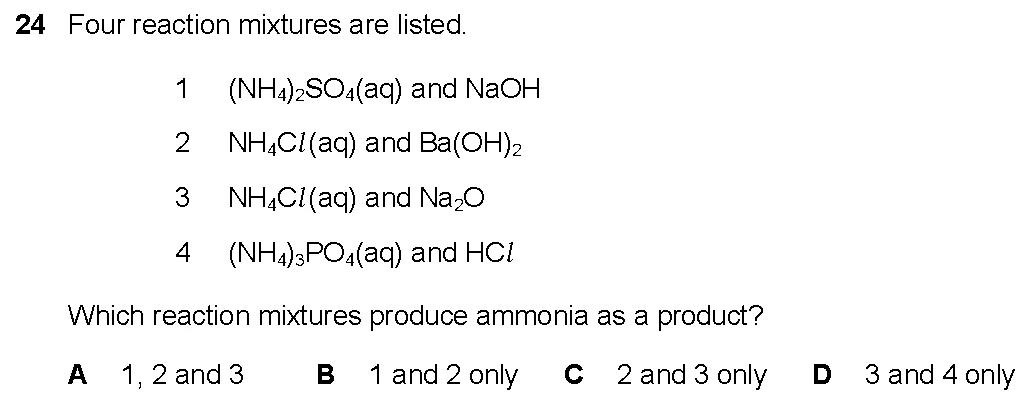 24 Four reaction mixtures are listed.
1 (NH₄)₂SO₄(aq) and NaOH
2 NH₄Cl(aq) and Ba(OH)₂
3 NH₄Cl(aq) and Na₂O
4 (NH₄)₃PO₄(aq) and HCl
Which reaction mixtures produce ammonia as a product?
A 1, 2 and 3 B 1 and 2 only C 2 and 3 only D 3 and 4 only